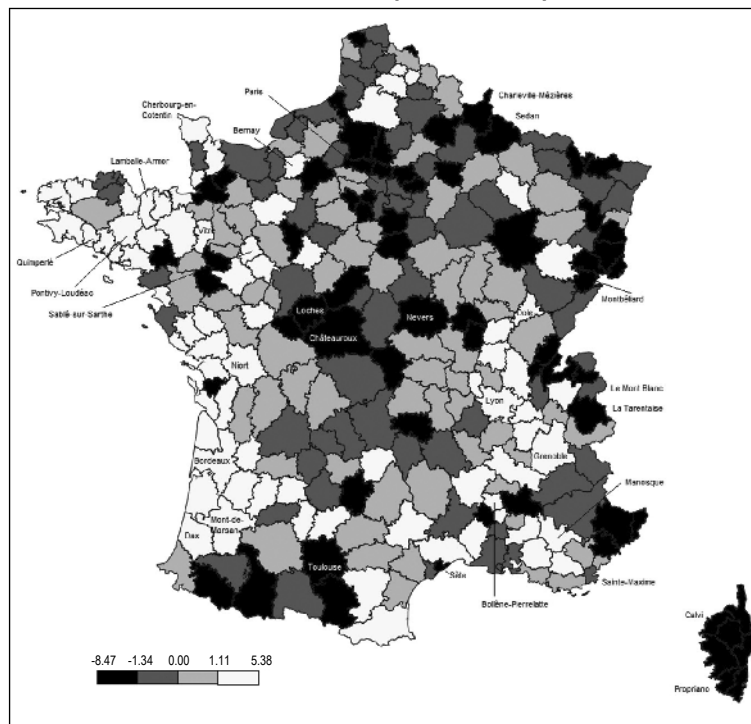 Paris
Charleville-Mézières
Cherbourg-en-
Cotentin
Sedan
Bernay
Lamballe-Armor
Quimperlé
Pontivy-Loudéac
Sablé-sur-Sarthe
Montbéliard
Loches
Nevers
Dole
Châteauroux
Niort
Le Mont Blanc
Lyon
La Tarentaise
Bordeaux
Grenoble
Manosque
Mont-de-
Marsan
Dax
Toulouse
Sète
Sainte-Maxime
Bollène-Pierrelatte
Calvi
-8.47 -1.34 0.00 1.11 5.38
Propriano